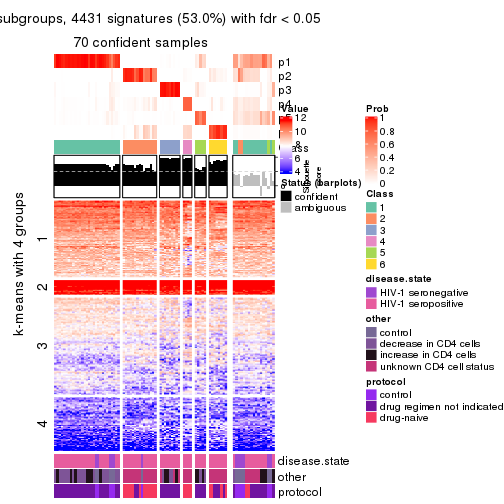 subgroups, 4431 signatures (53.0%) with fdr < 0.05
70 confident samples
p1
p2
p3
p4
Value
12
10
8
6
4
Silhouette
score
Status (barplots)
confident
ambiguous
k-means with 4 groups
1
2
3
4
disease.state
other
protocol
Prob
1
0.8
0.6
0.4
0.2
0
Class
1
2
3
4
5
6
disease.state
HIV-1 seronegative
HIV-1 seropositive
other
control
decrease in CD4 cells
increase in CD4 cells
unknown CD4 cell status
protocol
control
drug regimen not indicated
drug-naive